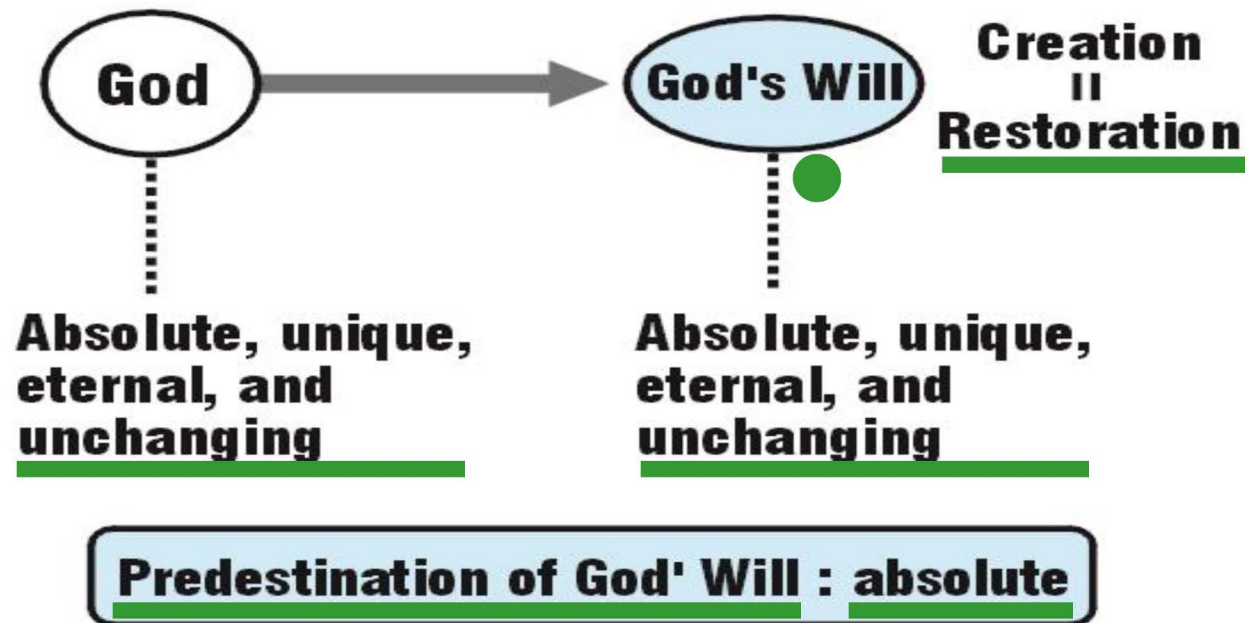 God
God's Will
Creation
=
Restoration
Absolute, unique,
eternal, and
unchanging
Absolute, unique,
eternal, and
unchanging
Predestination of God' Will : absolute